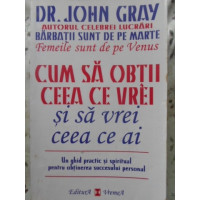 DR. JOHN GRAY
AUTORUL CELEBREI LUCRĂRI
BĂRBAȚII SUNT DE PE MARTE
Femeile sunt de pe Venus
CUM SĂ OBȚII
CEEA CE VREI
și să vrei
ceea ce ai
Un ghid practic și spiritual
pentru obținerea succesului personal
Editura Vremea